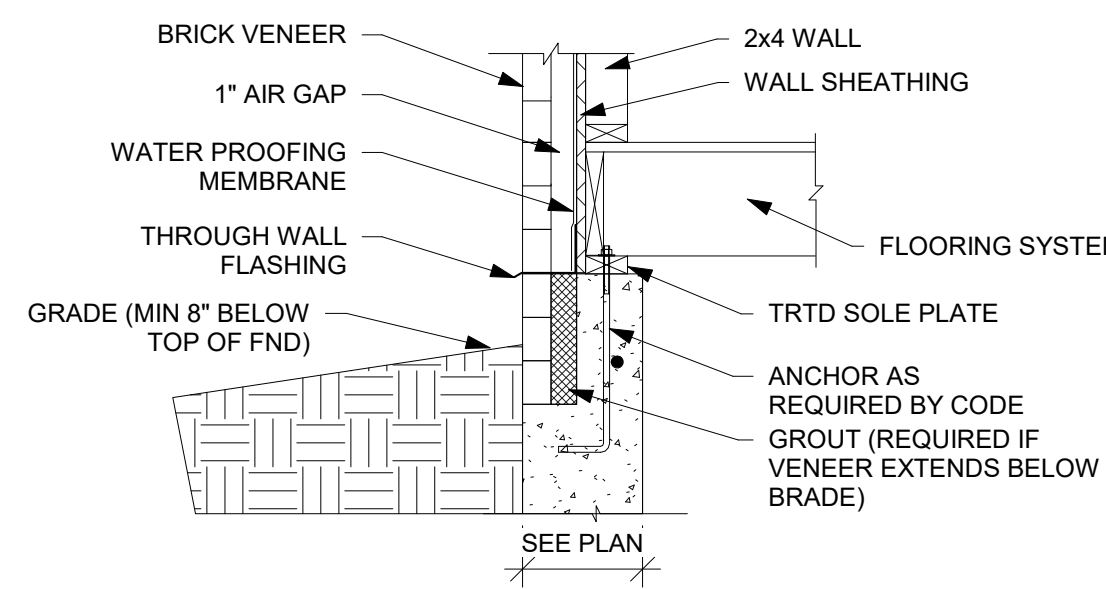 BRICK VENEER
1" AIR GAP
WATER PROOFING
MEMBRANE
THROUGH WALL
FLASHING
GRADE (MIN 8" BELOW
TOP OF FND)
2x4 WALL
WALL SHEATHING
FLOORING SYSTEM
TRTD SOLE PLATE
ANCHOR AS
REQUIRED BY CODE
GROUT (REQUIRED IF
VENEER EXTENDS BELOW
BRADE)
SEE PLAN